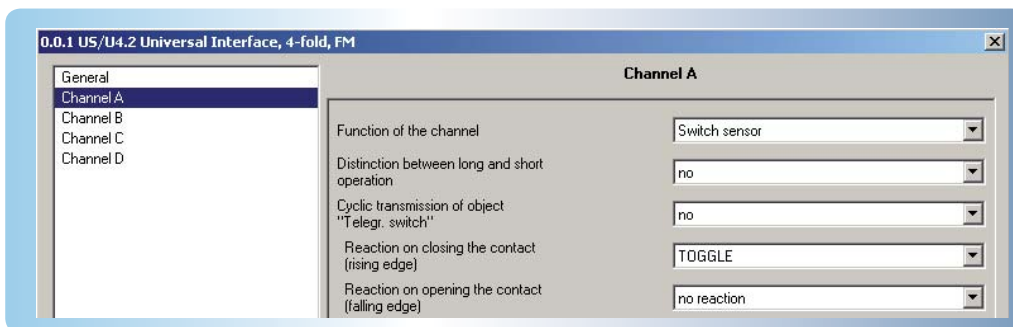 0.0.1 US/U4.2 Universal Interface, 4-fold, FM
General
Channel A
Channel B
Channel C
Channel D
Channel A
Function of the channel
Switch sensor
Distinction between long and short
operation
no
Cyclic transmission of object
"Telegr. switch"
no
Reaction on closing the contact
(rising edge)
TOGGLE
Reaction on opening the contact
(falling edge)
no reaction